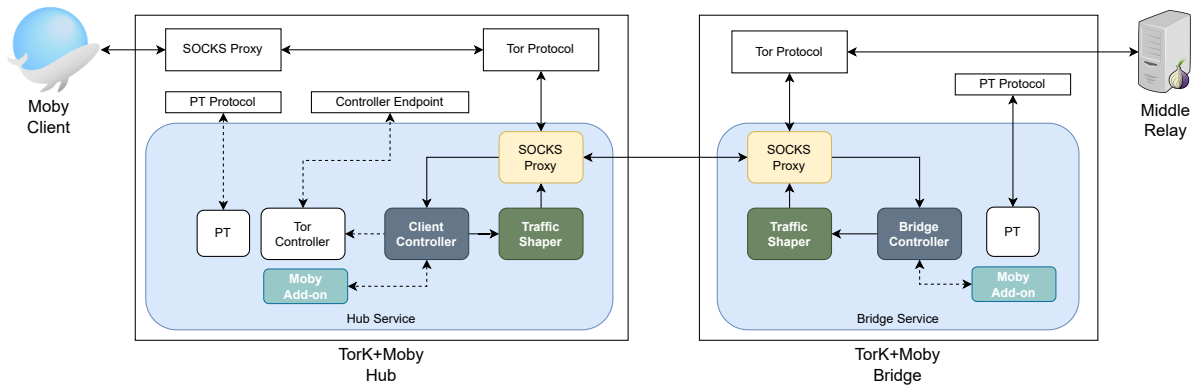 SOCKS Proxy
Tor Protocol
PT Protocol
Controller Endpoint
SOCKS
Proxy
PT
Tor
Controller
Client
Controller
Traffic
Shaper
Moby
Add-on
Hub Service
Moby
Client
TorK+Moby
Hub
Tor Protocol
PT Protocol
SOCKS
Proxy
Traffic
Shaper
Bridge
Controller
PT
Moby
Add-on
Bridge Service
Middle
Relay
TorK+Moby
Bridge